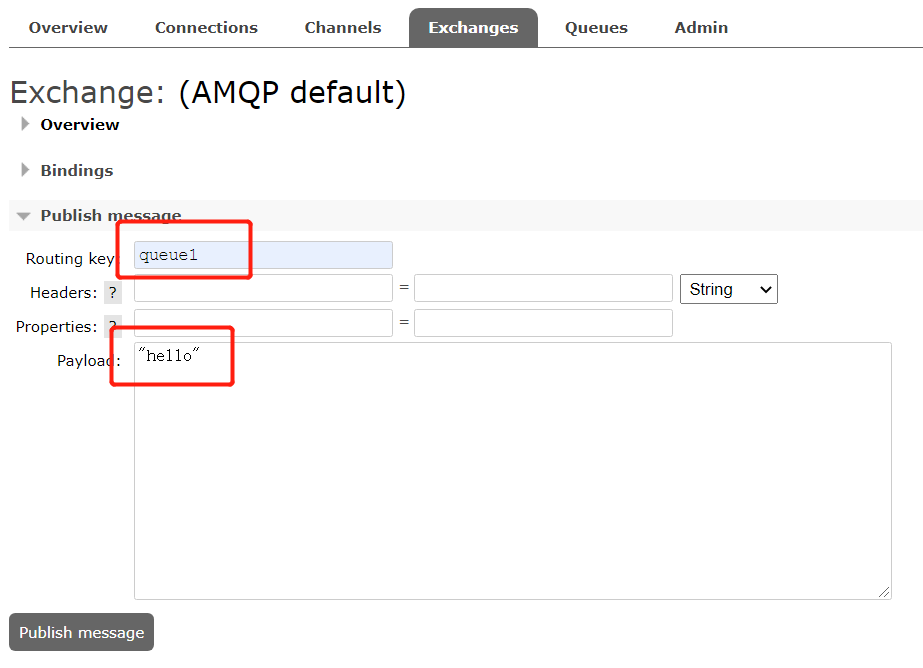 Overview Connections Channels Exchanges Queues Admin
Exchange: (AMQP default)
Overview
Bindings
Publish message
Routing key: queue1
Headers: ? = String
Properties: ? =
Payload: "hello"
Publish message